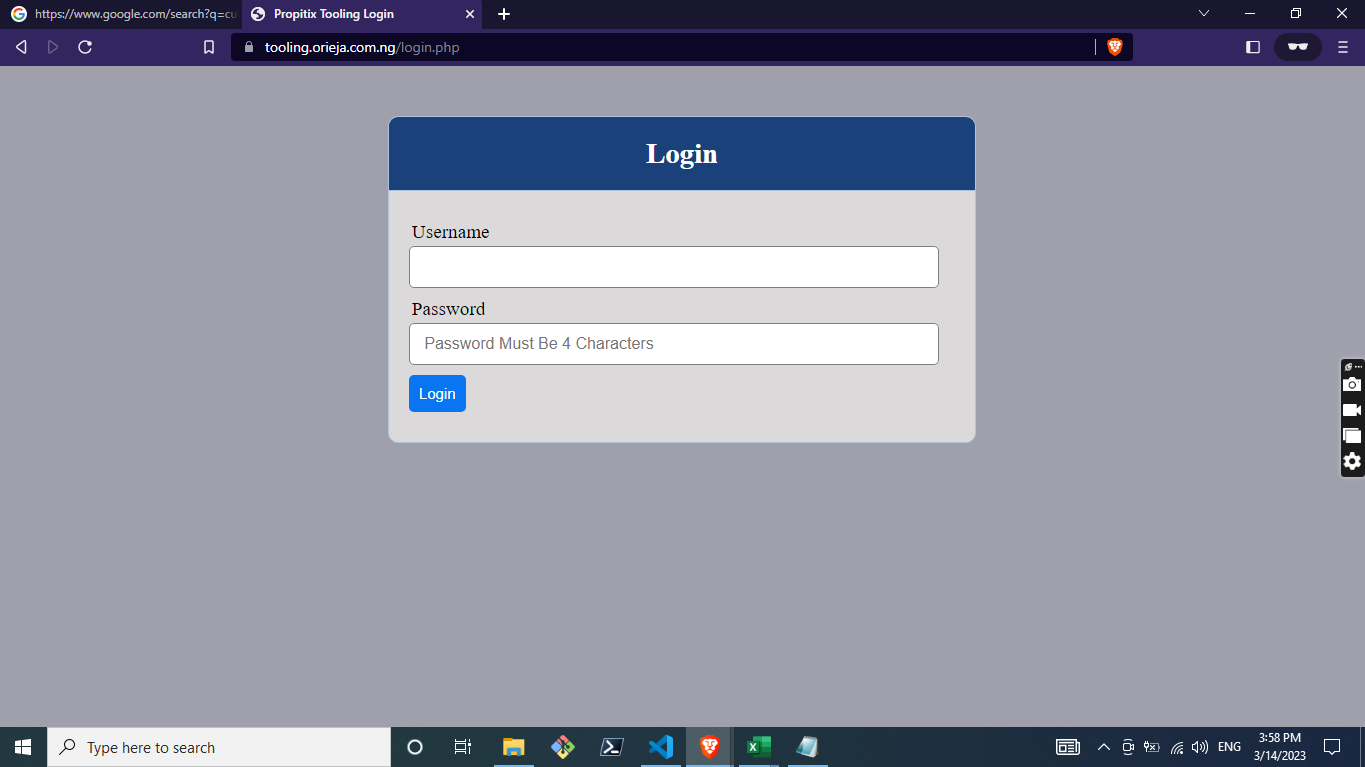 https://www.google.com/search?q=cu
Propitix Tooling Login
tooling.orieja.com.ng/login.php
Login
Username
Password
Password Must Be 4 Characters
Login
Type here to search
ENG
3:58 PM
3/14/2023